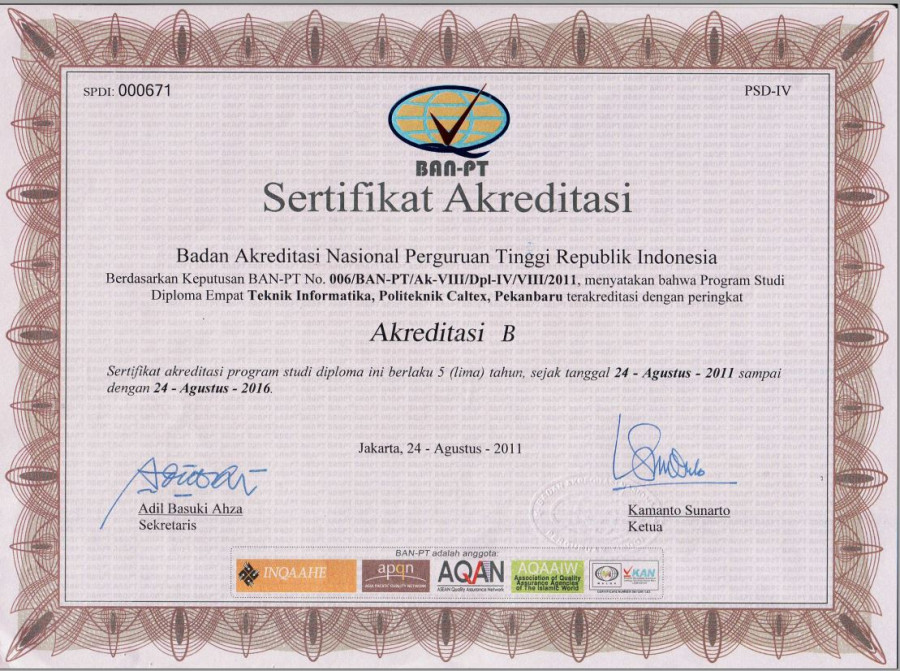 SPDI: 000671
PSD-IV
BAN-PT
Sertifikat Akreditasi
Badan Akreditasi Nasional Perguruan Tinggi Republik Indonesia
Berdasarkan Keputusan BAN-PT No. 006/BAN-PT/Ak-VIII/Dpl-IV/VIII/2011, menyatakan bahwa Program Studi
Diploma Empat Teknik Informatika, Politeknik Caltex, Pekanbaru terakreditasi dengan peringkat
Akreditasi B
Sertifikat akreditasi program studi diploma ini berlaku 5 (lima) tahun, sejak tanggal 24 - Agustus - 2011 sampai
dengan 24 - Agustus - 2016.
Jakarta, 24 - Agustus - 2011
Adil Basuki Ahza
Sekretaris
Kamanto Sunarto
Ketua
BAN-PT adalah anggota:
INQAAHE
apqn
ASIA PACIFIC QUALITY NETWORK
AQAN
ASEAN Quality Assurance Network
AQAAIW
Association of Quality
Assurance Agencies
of The Islamic World
KAN